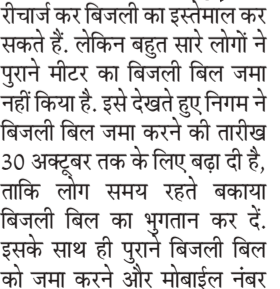 रीचार्ज कर बिजली का इस्तेमाल कर
सकते हैं. लेकिन बहुत सारे लोगों ने
पुराने मीटर का बिजली बिल जमा
नहीं किया है. इसे देखते हुए निगम ने
बिजली बिल जमा करने की तारीख
30 अक्टूबर तक के लिए बढ़ा दी है,
ताकि लोग समय रहते बकाया
बिजली बिल का भुगतान कर दें.
इसके साथ ही पुराने बिजली बिल
को जमा करने और मोबाईल नंबर